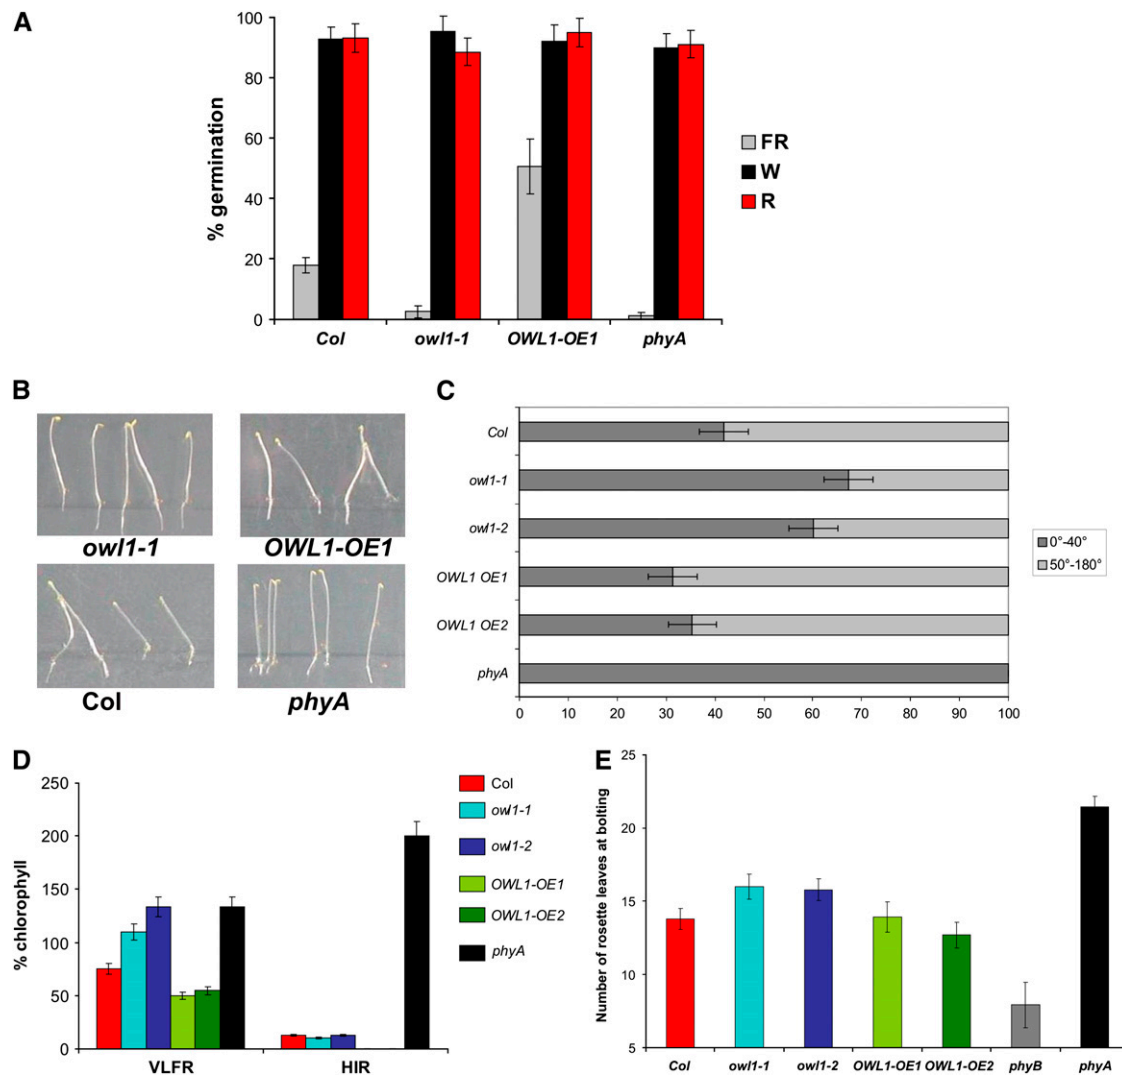 A
100
80
60
40
20
0
% germination
Col
owl1-1
OWL1-OE1
phyA
FR
W
R
B
owl1-1
OWL1-OE1
Col
phyA
C
Col
owl1-1
owl1-2
OWL1 OE1
OWL1 OE2
phyA
0 10 20 30 40 50 60 70 80 90 100
0°-40°
50°-180°
D
250
200
150
100
50
0
% chlorophyll
VLFR
HIR
Col
owl1-1
owl1-2
OWL1-OE1
OWL1-OE2
phyA
E
25
20
15
10
5
Number of rosette leaves at bolting
Col
owl1-1
owl1-2
OWL1-OE1
OWL1-OE2
phyB
phyA